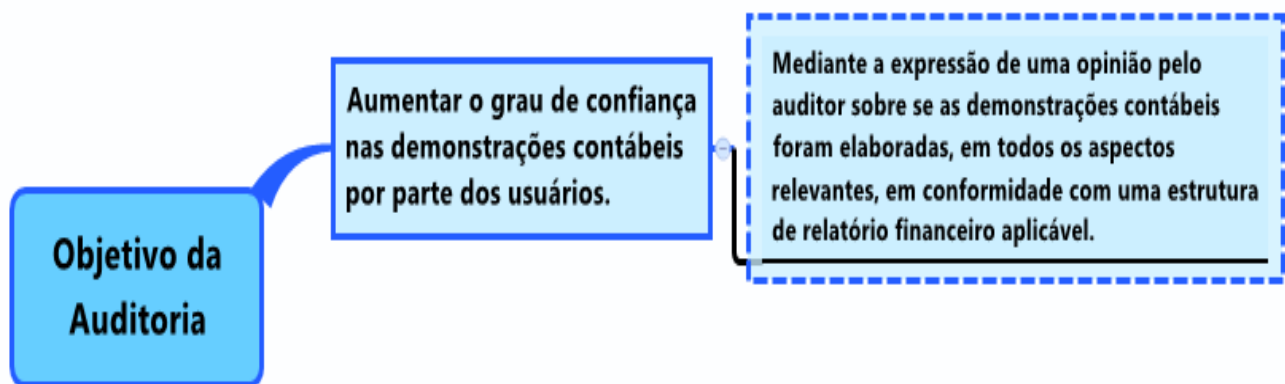 Objetivo da
Auditoria
Aumentar o grau de confiança
nas demonstrações contábeis
por parte dos usuários.
Mediante a expressão de uma opinião pelo
auditor sobre se as demonstrações contábeis
foram elaboradas, em todos os aspectos
relevantes, em conformidade com uma estrutura
de relatório financeiro aplicável.